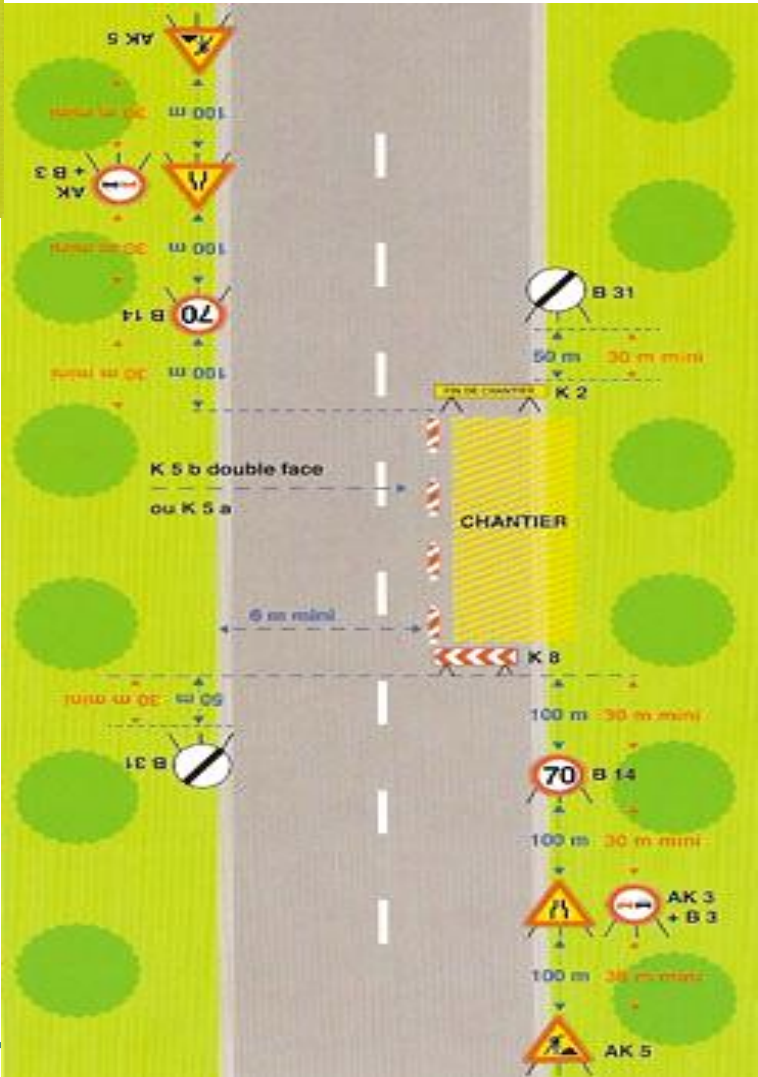 AK 5
100 m 30 m mini
AK
+ B 3
100 m 30 m mini
B 31
70 B 14
50 m 30 m mini
100 m 30 m mini
FIN DE CHANTIER K 2
K 5 b double face
ou K 5 a
CHANTIER
6 m mini
K 8
50 m 30 m mini
100 m 30 m mini
B 31
70 B 14
100 m 30 m mini
AK 3
+ B 3
100 m 30 m mini
AK 5